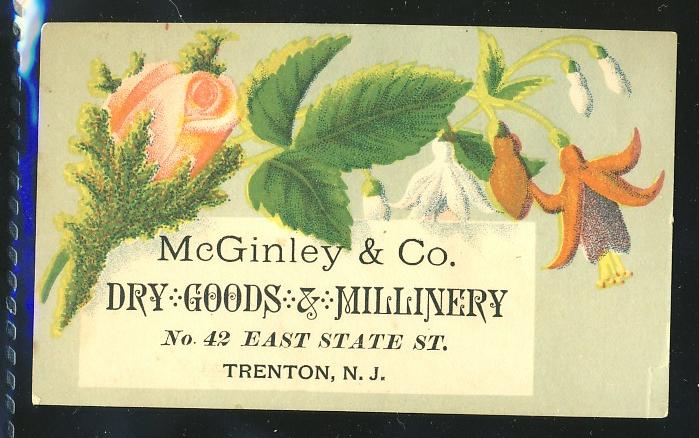 McGinley & Co.
DRY GOODS & MILLINERY
No. 42 EAST STATE ST.
TRENTON, N. J.